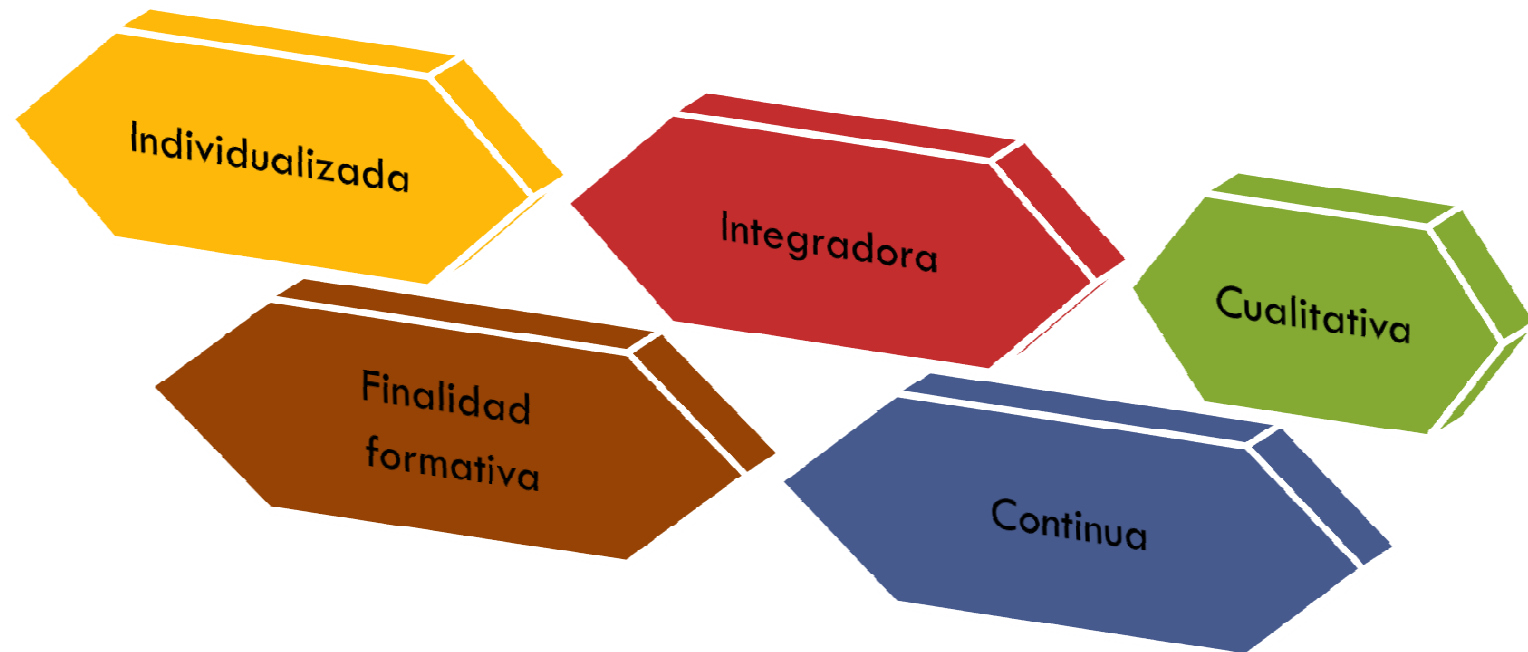 Individualizada
Integradora
Cualitativa
Finalidad
formativa
Continua